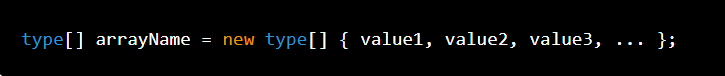 type[] arrayName = new type[] { value1, value2, value3, ... };